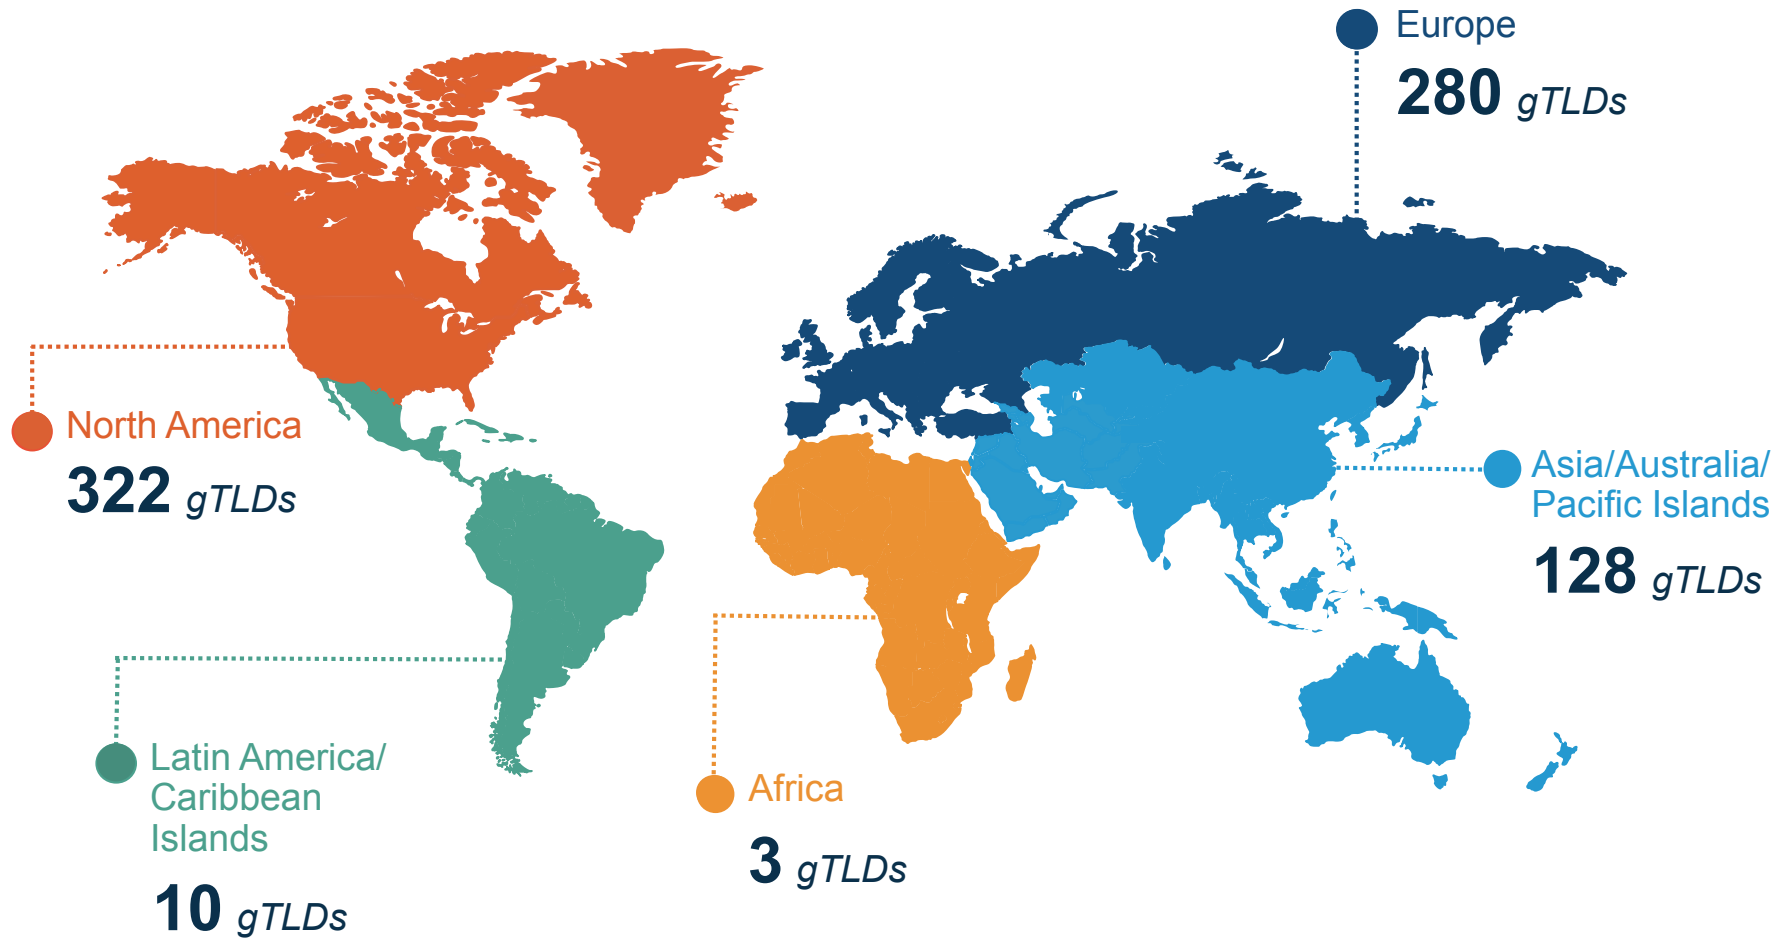 Europe
280 gTLDs
North America
322 gTLDs
Asia/Australia/
Pacific Islands
128 gTLDs
Latin America/
Caribbean
Islands
10 gTLDs
Africa
3 gTLDs